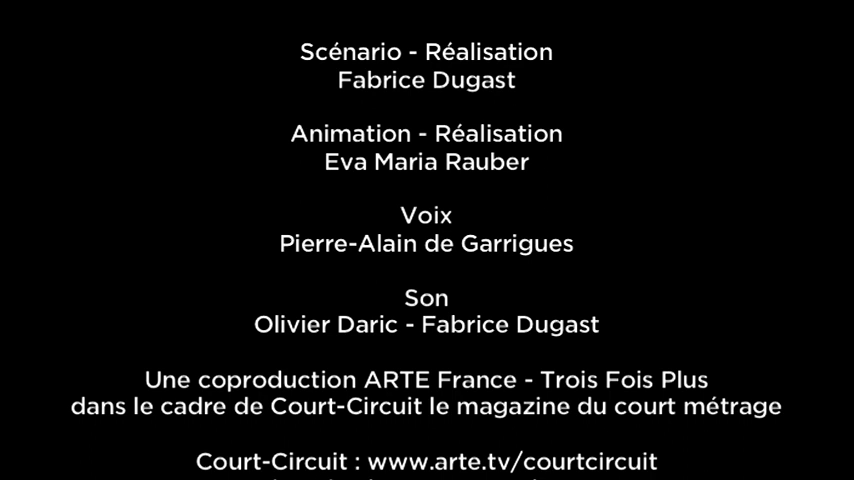 Scénario - Réalisation
Fabrice Dugast
Animation - Réalisation
Eva Maria Rauber
Voix
Pierre-Alain de Garrigues
Son
Olivier Daric - Fabrice Dugast
Une coproduction ARTE France - Trois Fois Plus
dans le cadre de Court-Circuit le magazine du court métrage
Court-Circuit : www.arte.tv/courtcircuit